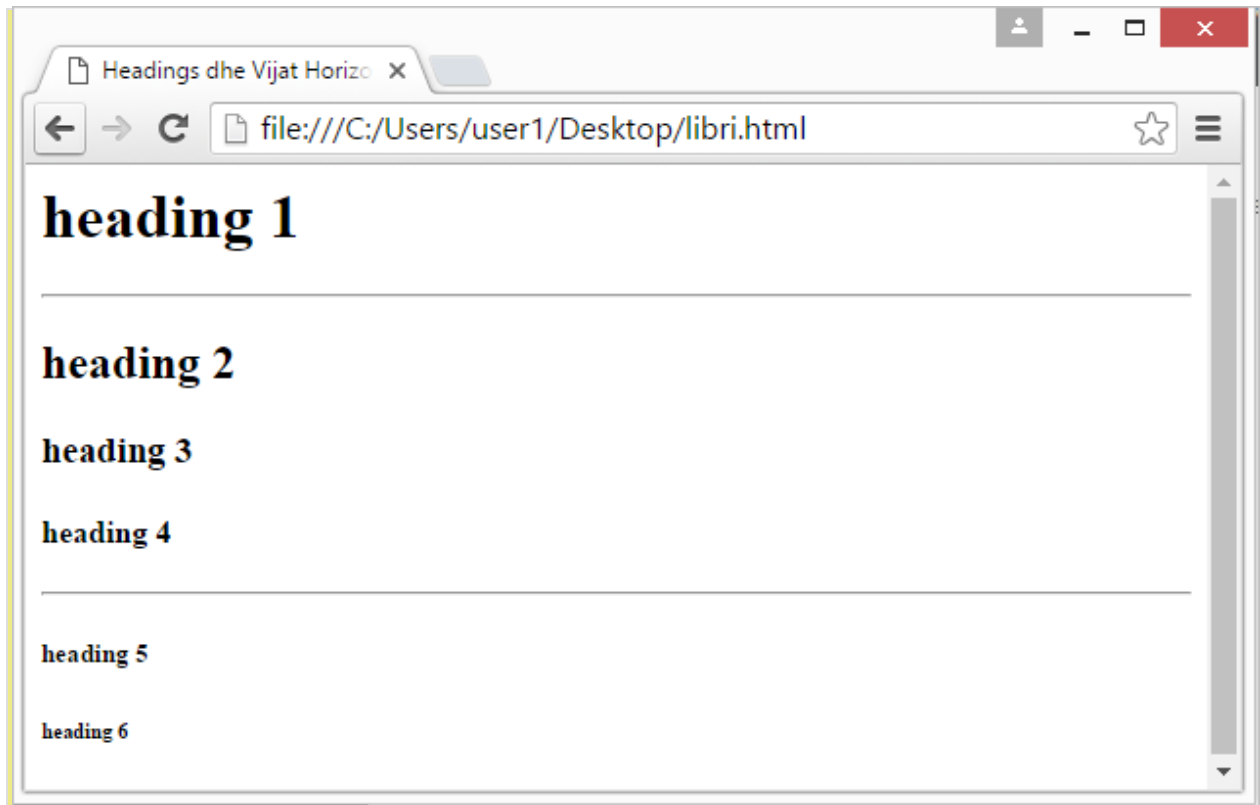 Headings dhe Vijat Horizo
file:///C:/Users/user1/Desktop/libri.html
heading 1
heading 2
heading 3
heading 4
heading 5
heading 6